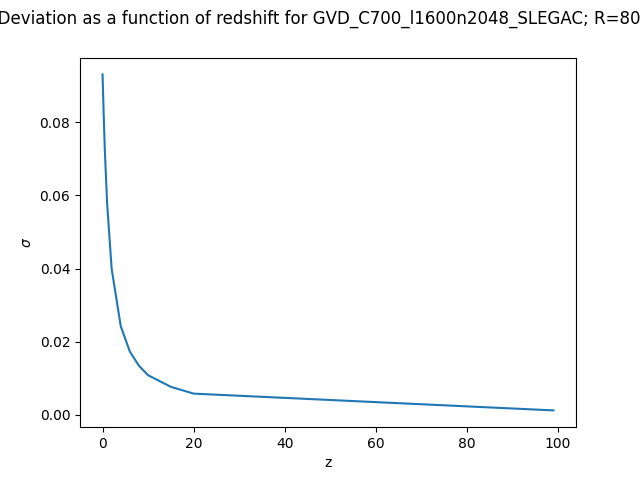 Deviation as a function of redshift for GVD_C700_l1600n2048_SLEGAC; R=80
0.08
0.06
σ
0.04
0.02
0.00
0 20 40 60 80 100
z